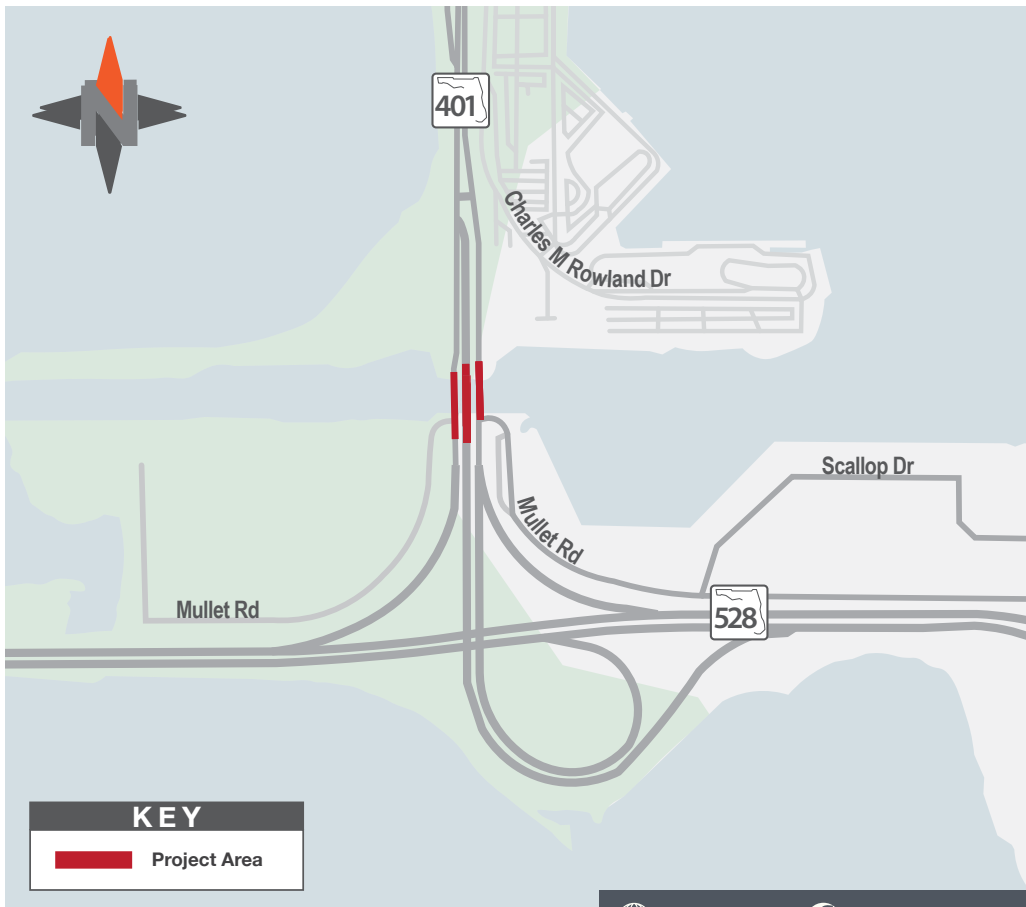 N
401
Charles M Rowland Dr
Scallop Dr
Mullet Rd
Mullet Rd
528
KEY
Project Area